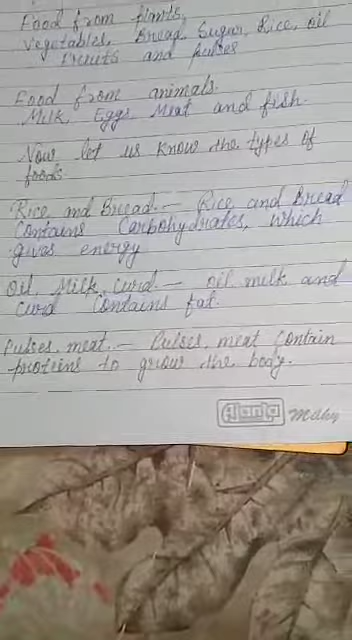 Food from plants,
Vegetables, Bread, Sugar, Rice, oil
Fruits and pulses
Food from animals.
Milk, Eggs Meat and fish.
Now let us know the types of
foods
Rice and Bread. — Rice and Bread
Contains Carbohydrates, which
gives energy
Oil, Milk, curd. — oil milk and
curd Contains fat.
Pulses, meat. — Pulses, meat Contain
proteins to grow the body.